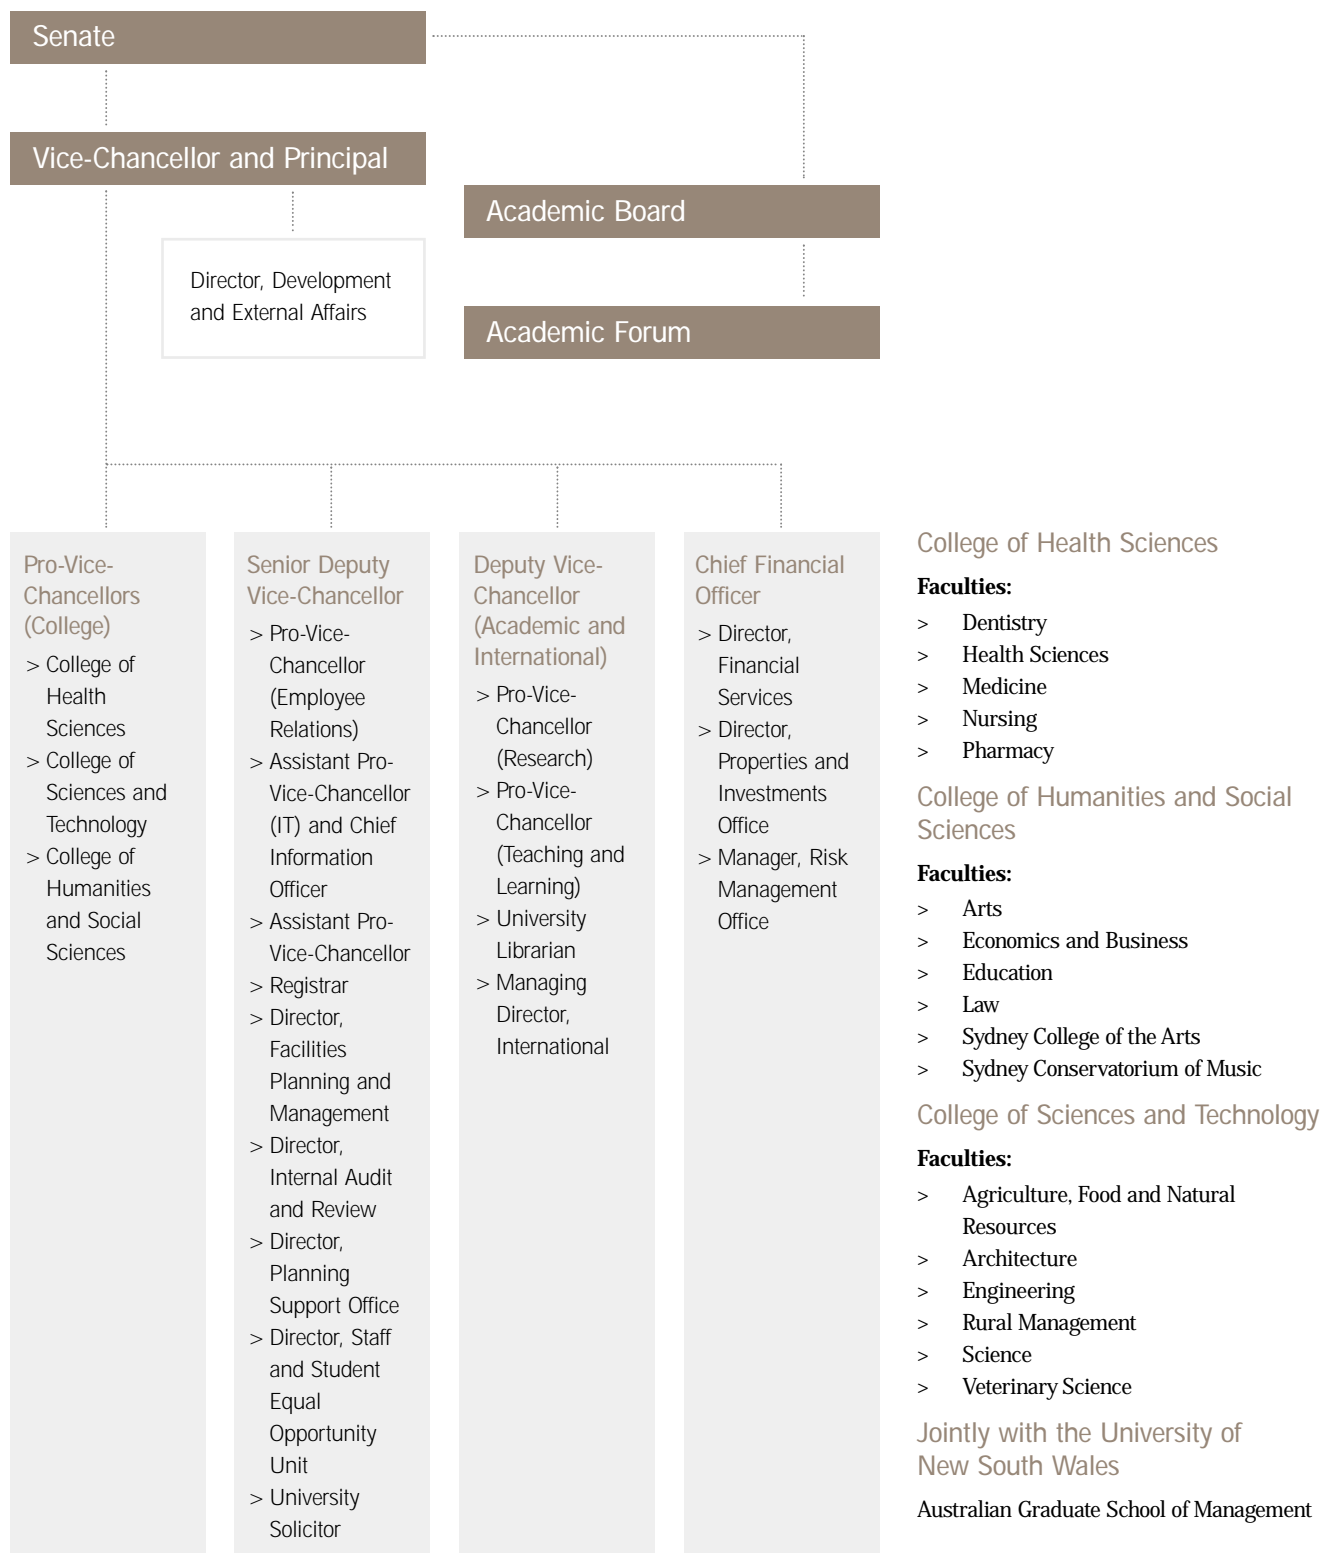 Senate
Vice-Chancellor and Principal
Academic Board
Director, Development
and External Affairs
Academic Forum
Pro-Vice-
Chancellors
(College)
> College of
Health
Sciences
> College of
Sciences and
Technology
> College of
Humanities
and Social
Sciences
Senior Deputy
Vice-Chancellor
> Pro-Vice-
Chancellor
(Employee
Relations)
> Assistant Pro-
Vice-Chancellor
(IT) and Chief
Information
Officer
> Assistant Pro-
Vice-Chancellor
> Registrar
> Director,
Facilities
Planning and
Management
> Director,
Internal Audit
and Review
> Director,
Planning
Support Office
> Director, Staff
and Student
Equal
Opportunity
Unit
> University
Solicitor
Deputy Vice-
Chancellor
(Academic and
International)
> Pro-Vice-
Chancellor
(Research)
> Pro-Vice-
Chancellor
(Teaching and
Learning)
> University
Librarian
> Managing
Director,
International
Chief Financial
Officer
> Director,
Financial
Services
> Director,
Properties and
Investments
Office
> Manager, Risk
Management
Office
College of Health Sciences
Faculties:
> Dentistry
> Health Sciences
> Medicine
> Nursing
> Pharmacy
College of Humanities and Social
Sciences
Faculties:
> Arts
> Economics and Business
> Education
> Law
> Sydney College of the Arts
> Sydney Conservatorium of Music
College of Sciences and Technology
Faculties:
> Agriculture, Food and Natural
Resources
> Architecture
> Engineering
> Rural Management
> Science
> Veterinary Science
Jointly with the University of
New South Wales
Australian Graduate School of Management